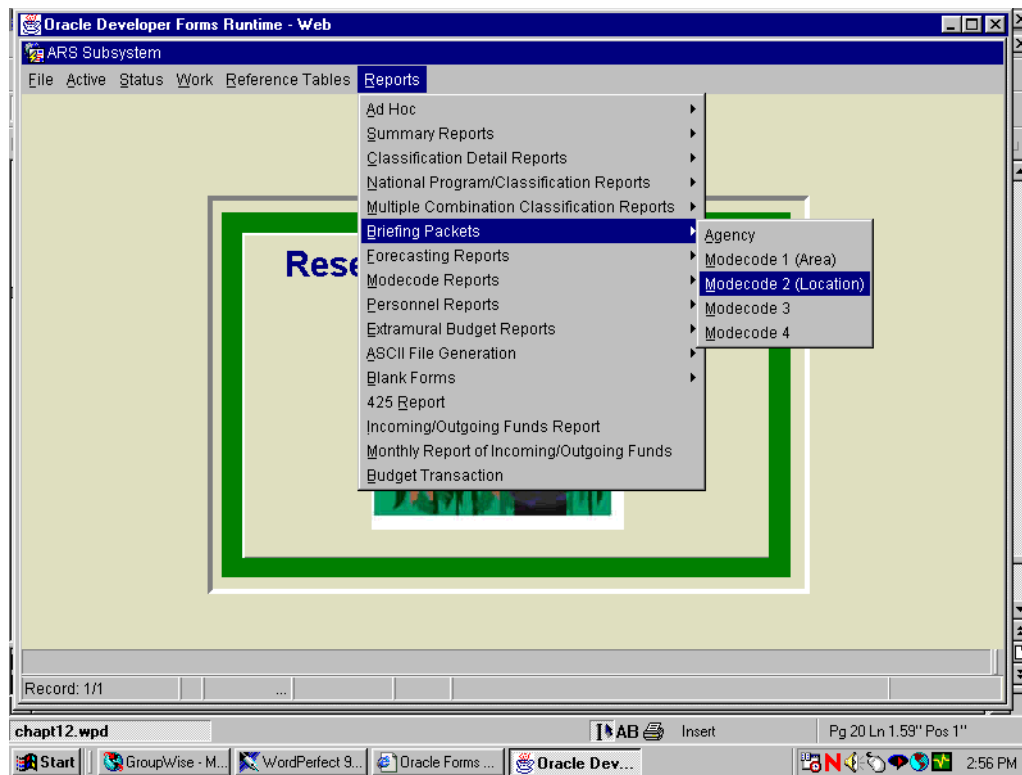 Oracle Developer Forms Runtime - Web
ARS Subsystem
File Active Status Work Reference Tables Reports
Ad Hoc
Summary Reports
Classification Detail Reports
National Program/Classification Reports
Multiple Combination Classification Reports
Briefing Packets
Forecasting Reports
Modecode Reports
Personnel Reports
Extramural Budget Reports
ASCII File Generation
Blank Forms
425 Report
Incoming/Outgoing Funds Report
Monthly Report of Incoming/Outgoing Funds
Budget Transaction
Agency
Modecode 1 (Area)
Modecode 2 (Location)
Modecode 3
Modecode 4
Record: 1/1 ...
chapt12.wpd AB Insert Pg 20 Ln 1.59" Pos 1"
Start GroupWise - M... WordPerfect 9... Oracle Forms ... Oracle Dev... N 2:56 PM